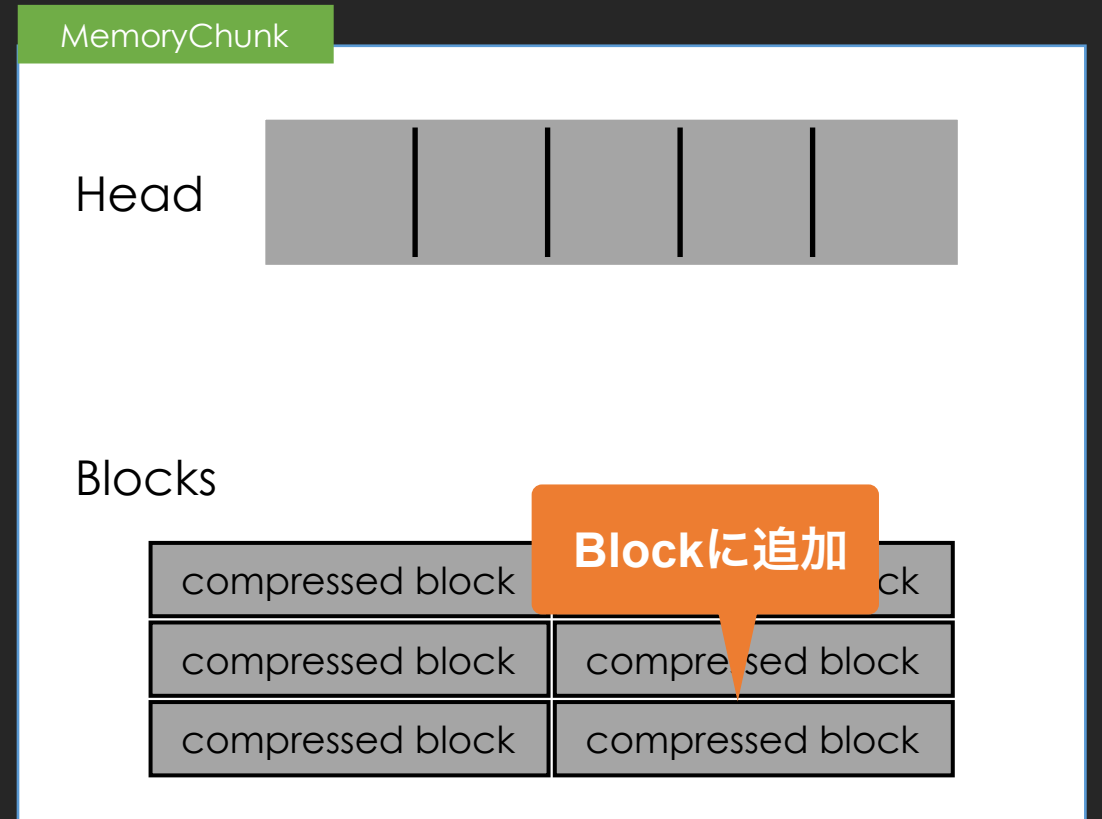 MemoryChunk
Head
Blocks
Blockに追加
compressed block
ck
compressed block
compressed block
compressed block
compressed block